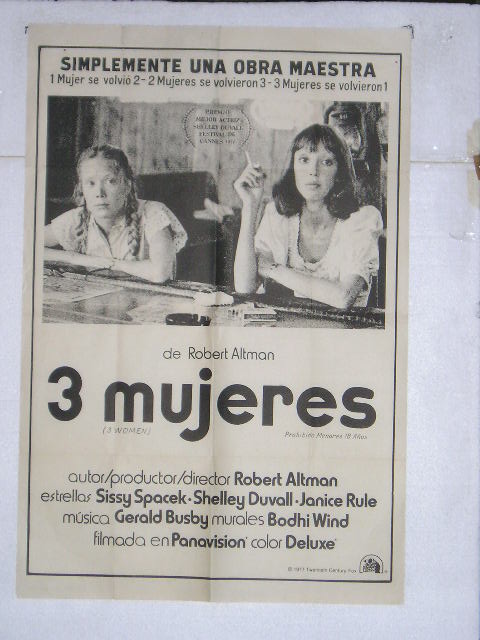 SIMPLEMENTE UNA OBRA MAESTRA
1 Mujer se volvió 2 - 2 Mujeres se volvieron 3 - 3 Mujeres se volvieron 1
PREMIO
MEJOR ACTRIZ
SHELLEY DUVALL
FESTIVAL DE
CANNES 1977
de Robert Altman
3 mujeres
(3 WOMEN)
Prohibida Menores 18 Años
autor/productor/director Robert Altman
estrellas Sissy Spacek·Shelley Duvall·Janice Rule
música Gerald Busby murales Bodhi Wind
filmada en Panavision® color Deluxe®
© 1977 Twentieth Century Fox